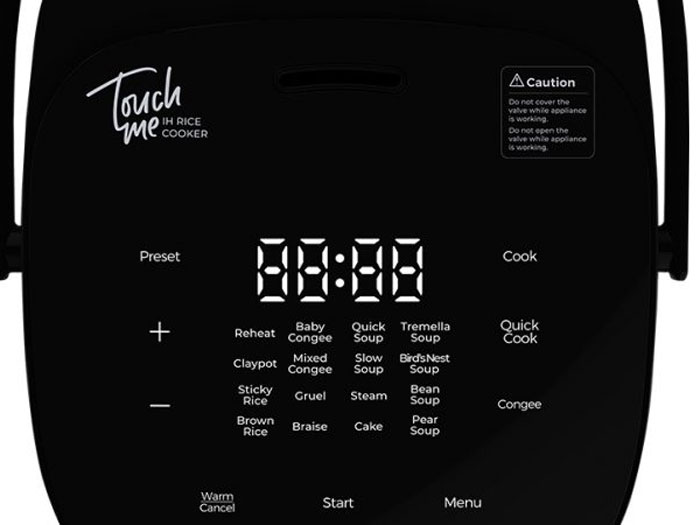 Touch
me IH RICE
COOKER
Caution
Do not cover the
valve while appliance
is working.
Do not open the
valve while appliance
is working.
Preset
88:88
Cook
+
Reheat
Baby
Congee
Quick
Soup
Tremella
Soup
Quick
Cook
Claypot
Mixed
Congee
Slow
Soup
Bird's Nest
Soup
−
Sticky
Rice
Gruel
Steam
Bean
Soup
Congee
Brown
Rice
Braise
Cake
Pear
Soup
Warm
Cancel
Start
Menu